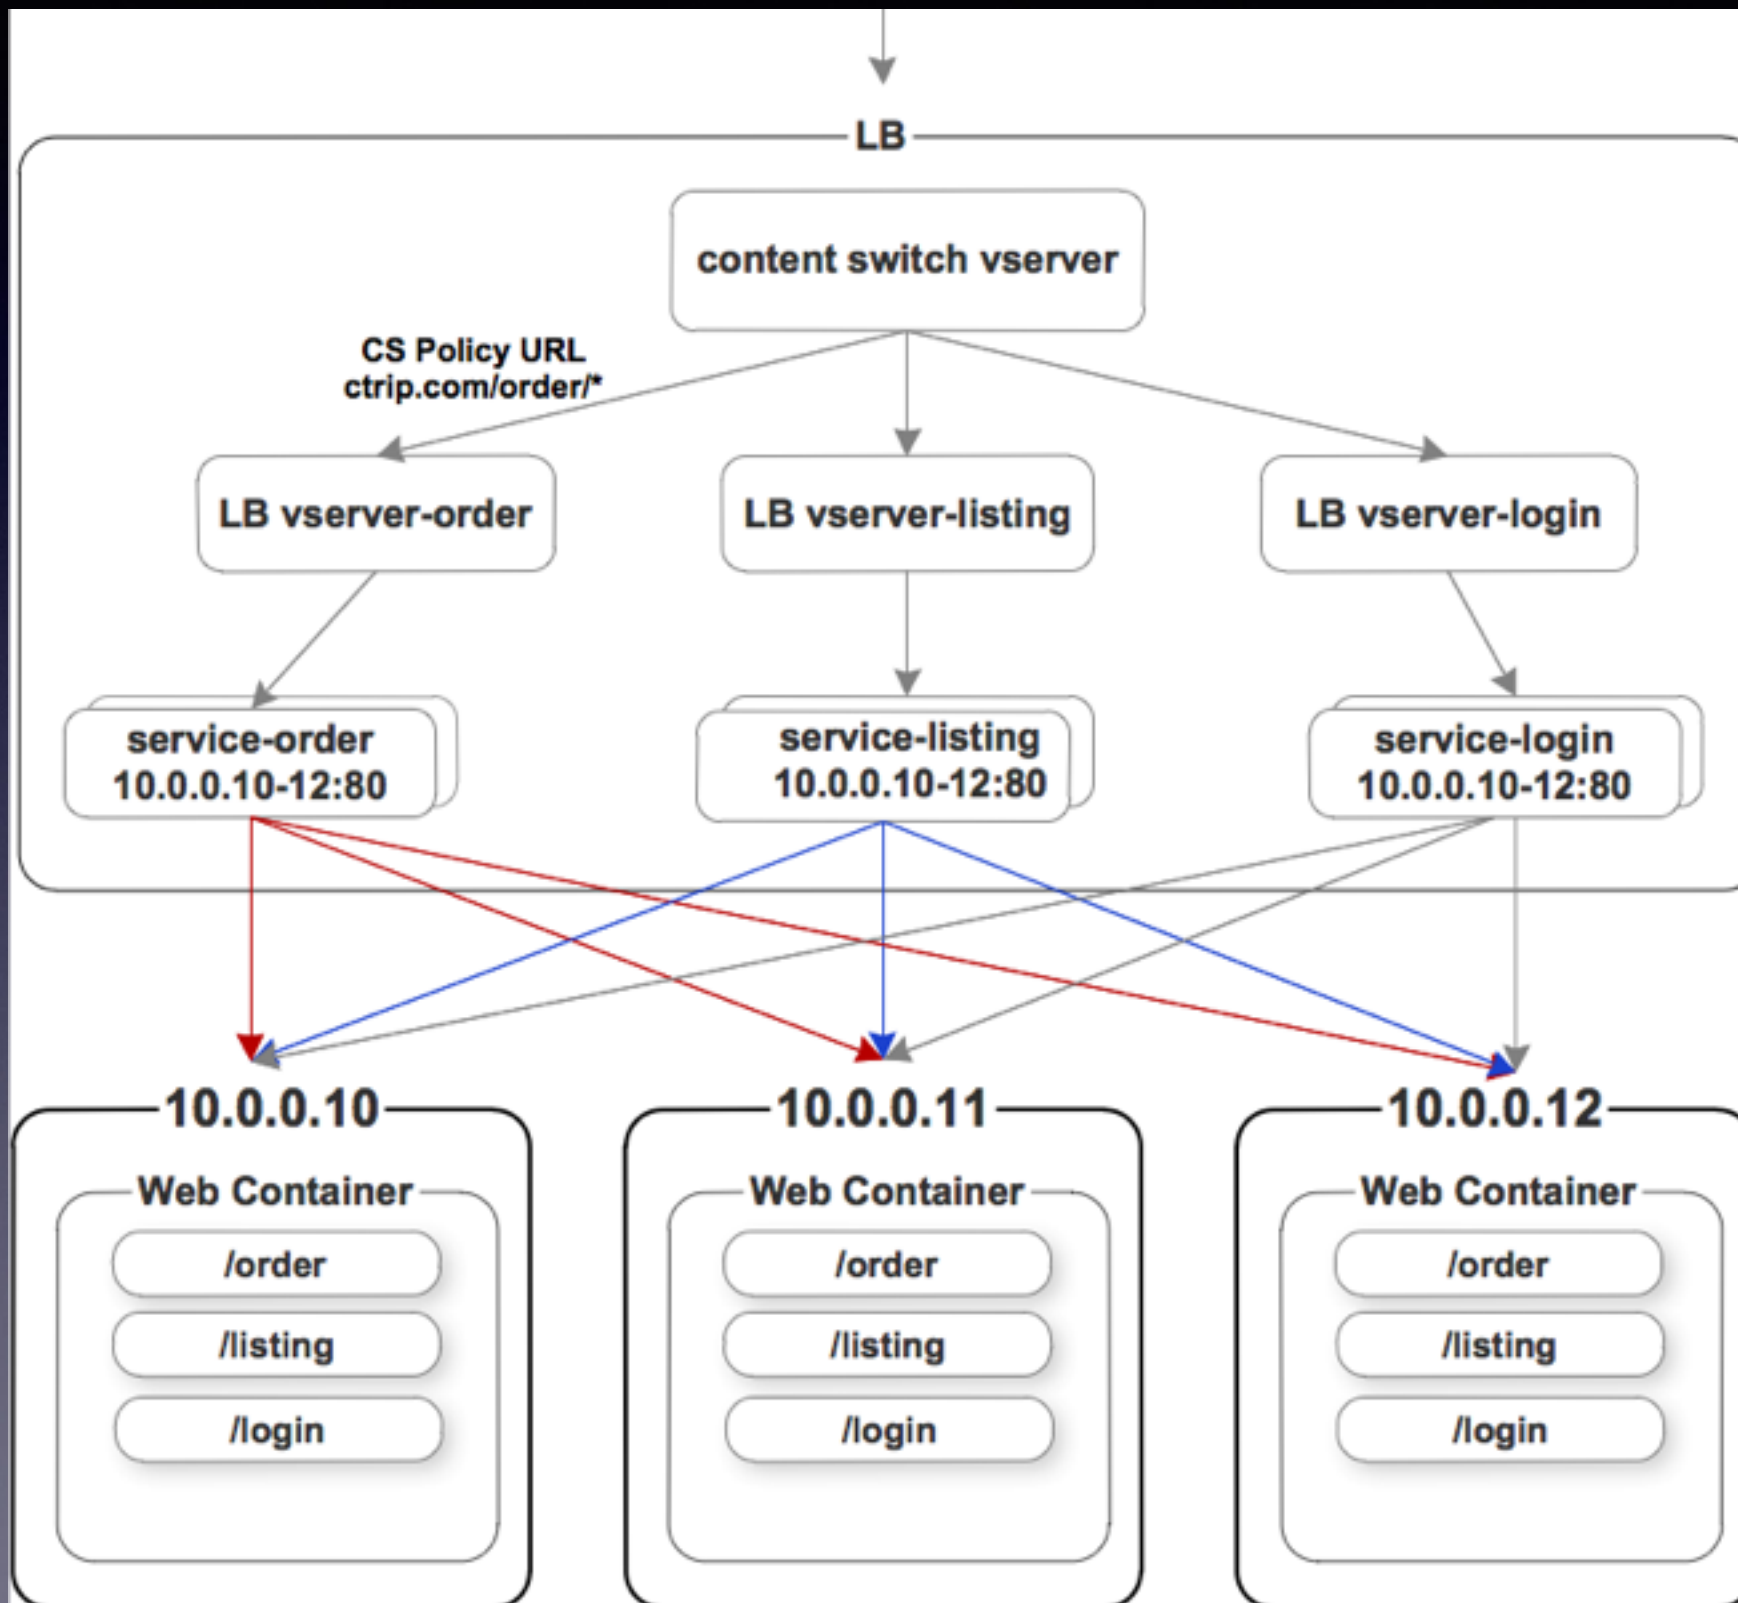 LB
content switch vserver
CS Policy URL
ctrip.com/order/*
LB vserver-order
LB vserver-listing
LB vserver-login
service-order
10.0.0.10-12:80
service-listing
10.0.0.10-12:80
service-login
10.0.0.10-12:80
10.0.0.10
Web Container
/order
/listing
/login
10.0.0.11
Web Container
/order
/listing
/login
10.0.0.12
Web Container
/order
/listing
/login